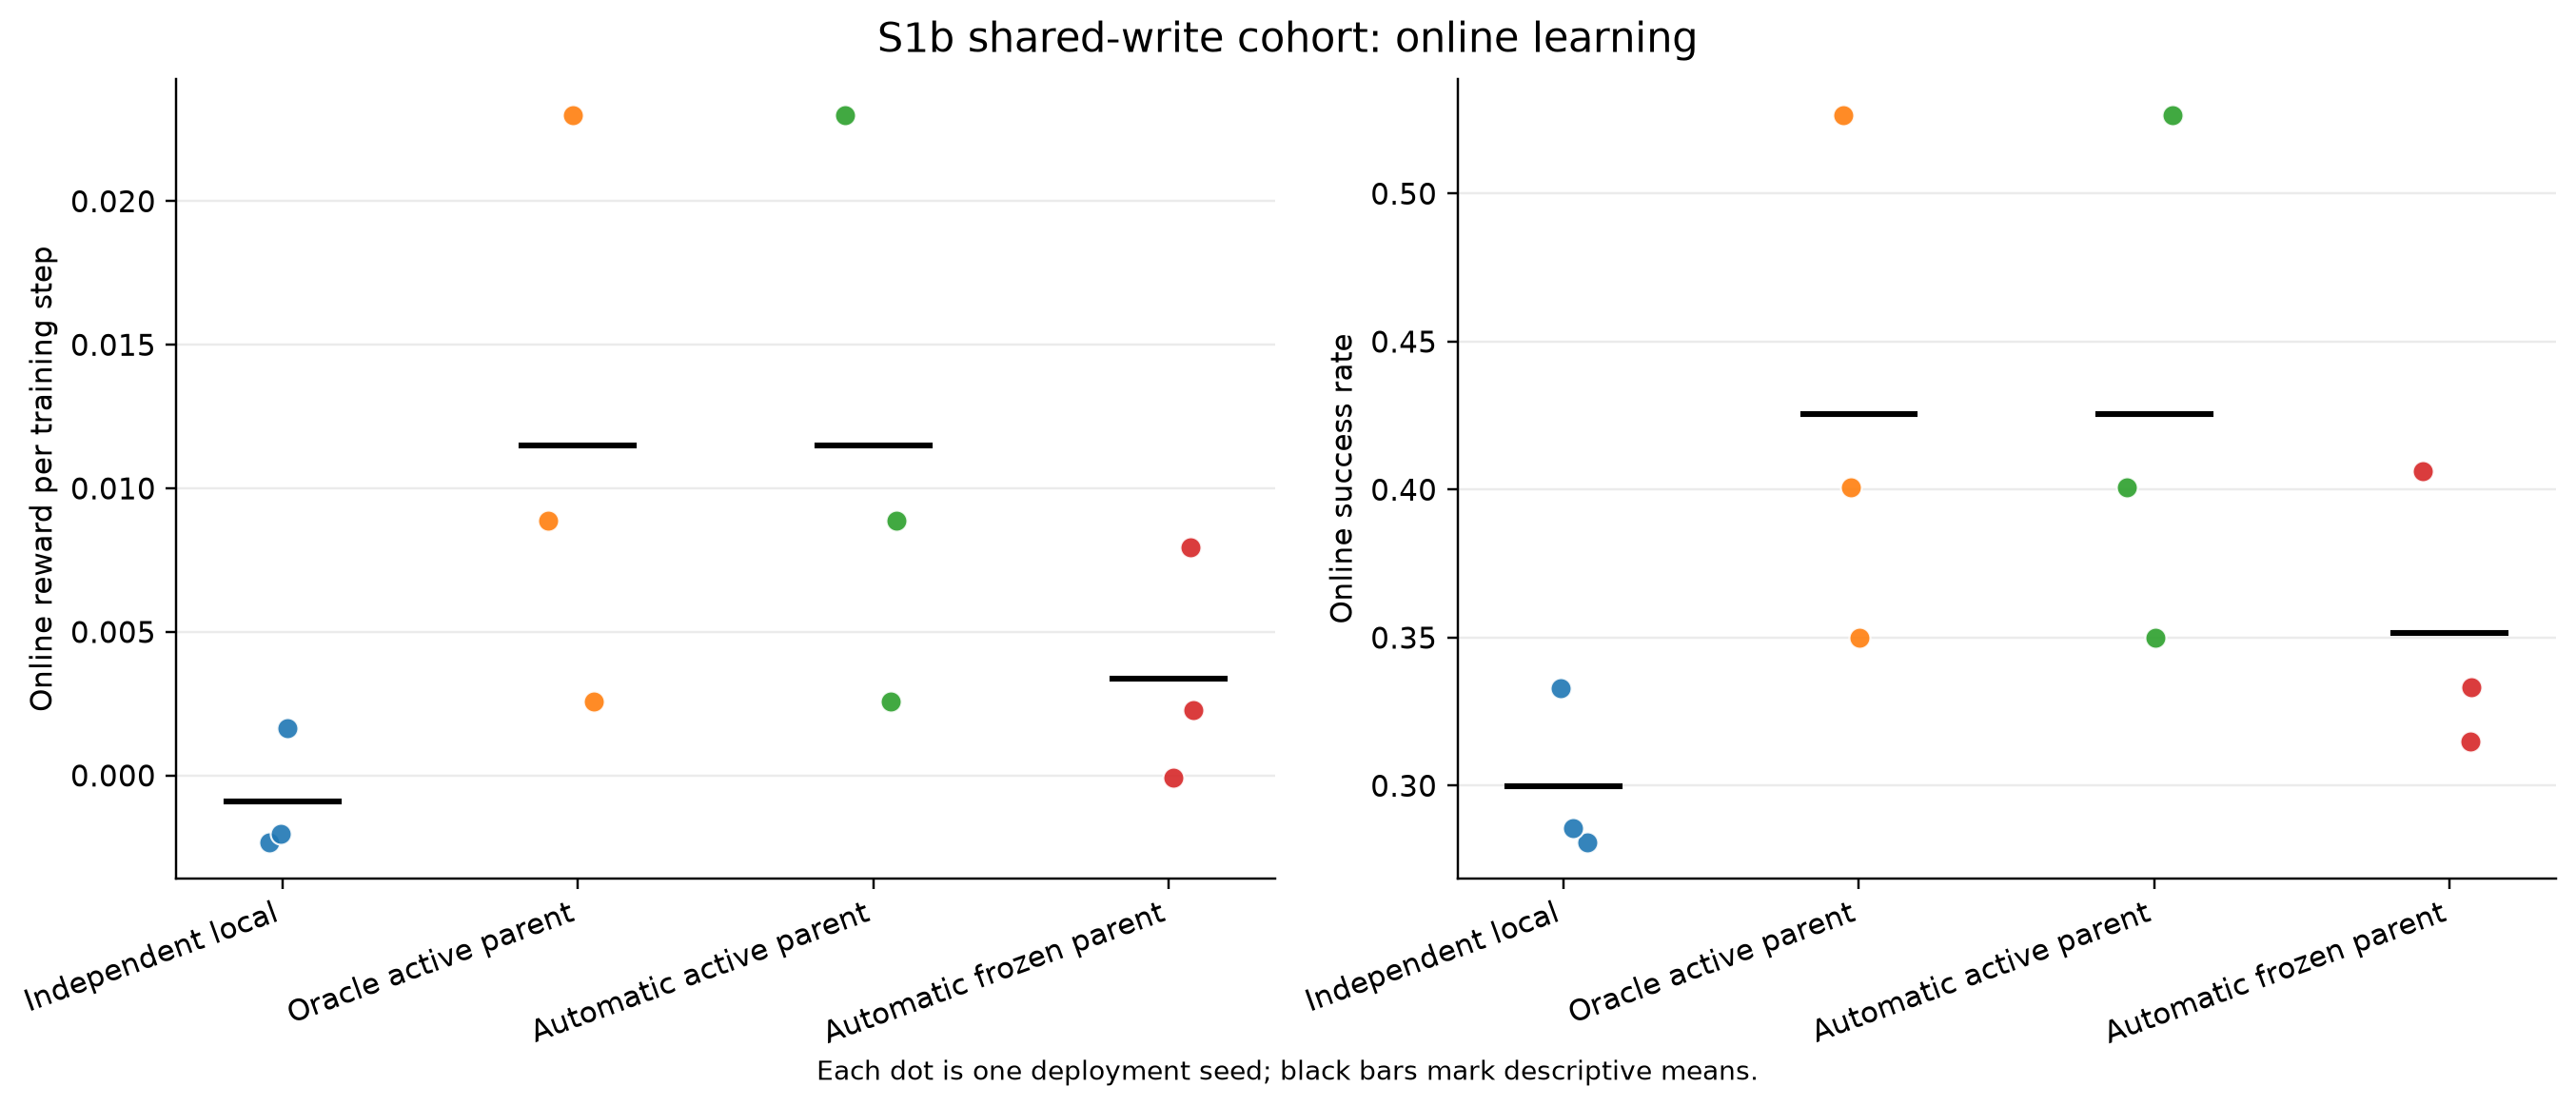 S1b shared-write cohort: online learning
Online reward per training step
0.020
0.015
0.010
0.005
0.000
Independent local
Oracle active parent
Automatic active parent
Automatic frozen parent
Online success rate
0.50
0.45
0.40
0.35
0.30
Independent local
Oracle active parent
Automatic active parent
Automatic frozen parent
Each dot is one deployment seed; black bars mark descriptive means.